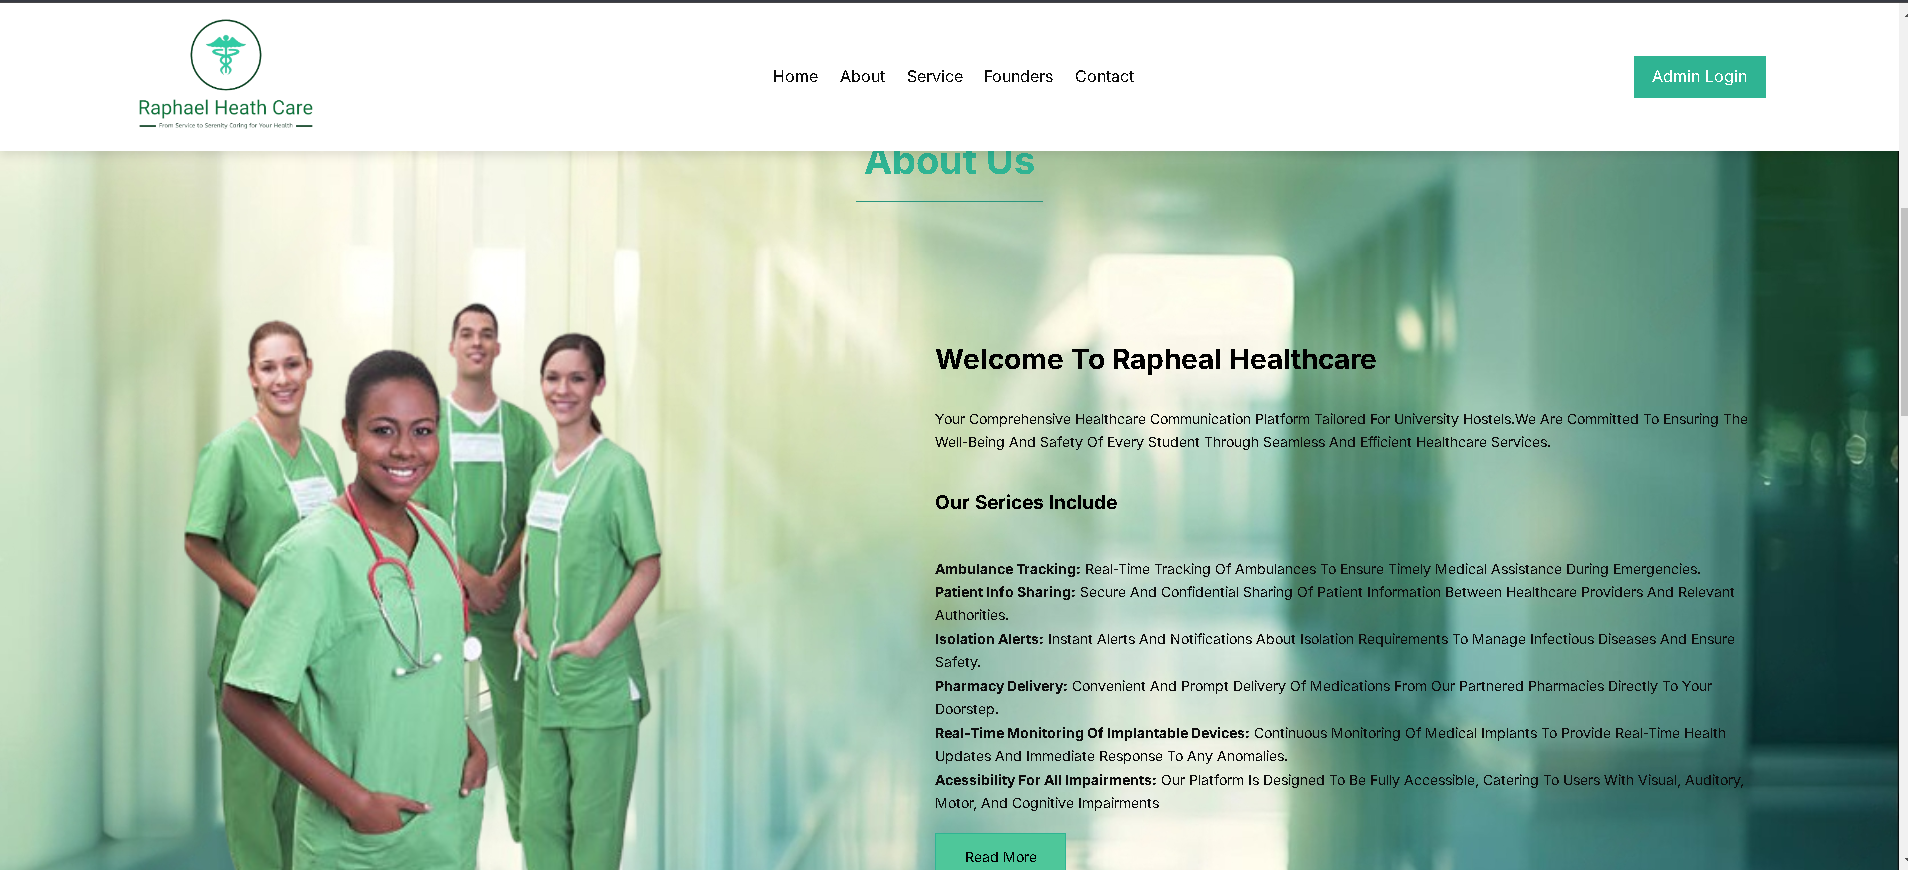 Raphael Heath Care
From Service to Serenity Caring for Your Health
Home About Service Founders Contact
Admin Login
About Us
Welcome To Rapheal Healthcare
Your Comprehensive Healthcare Communication Platform Tailored For University Hostels.We Are Committed To Ensuring The
Well-Being And Safety Of Every Student Through Seamless And Efficient Healthcare Services.
Our Serices Include
Ambulance Tracking: Real-Time Tracking Of Ambulances To Ensure Timely Medical Assistance During Emergencies.
Patient Info Sharing: Secure And Confidential Sharing Of Patient Information Between Healthcare Providers And Relevant
Authorities.
Isolation Alerts: Instant Alerts And Notifications About Isolation Requirements To Manage Infectious Diseases And Ensure
Safety.
Pharmacy Delivery: Convenient And Prompt Delivery Of Medications From Our Partnered Pharmacies Directly To Your
Doorstep.
Real-Time Monitoring Of Implantable Devices: Continuous Monitoring Of Medical Implants To Provide Real-Time Health
Updates And Immediate Response To Any Anomalies.
Acessibility For All Impairments: Our Platform Is Designed To Be Fully Accessible, Catering To Users With Visual, Auditory,
Motor, And Cognitive Impairments
Read More